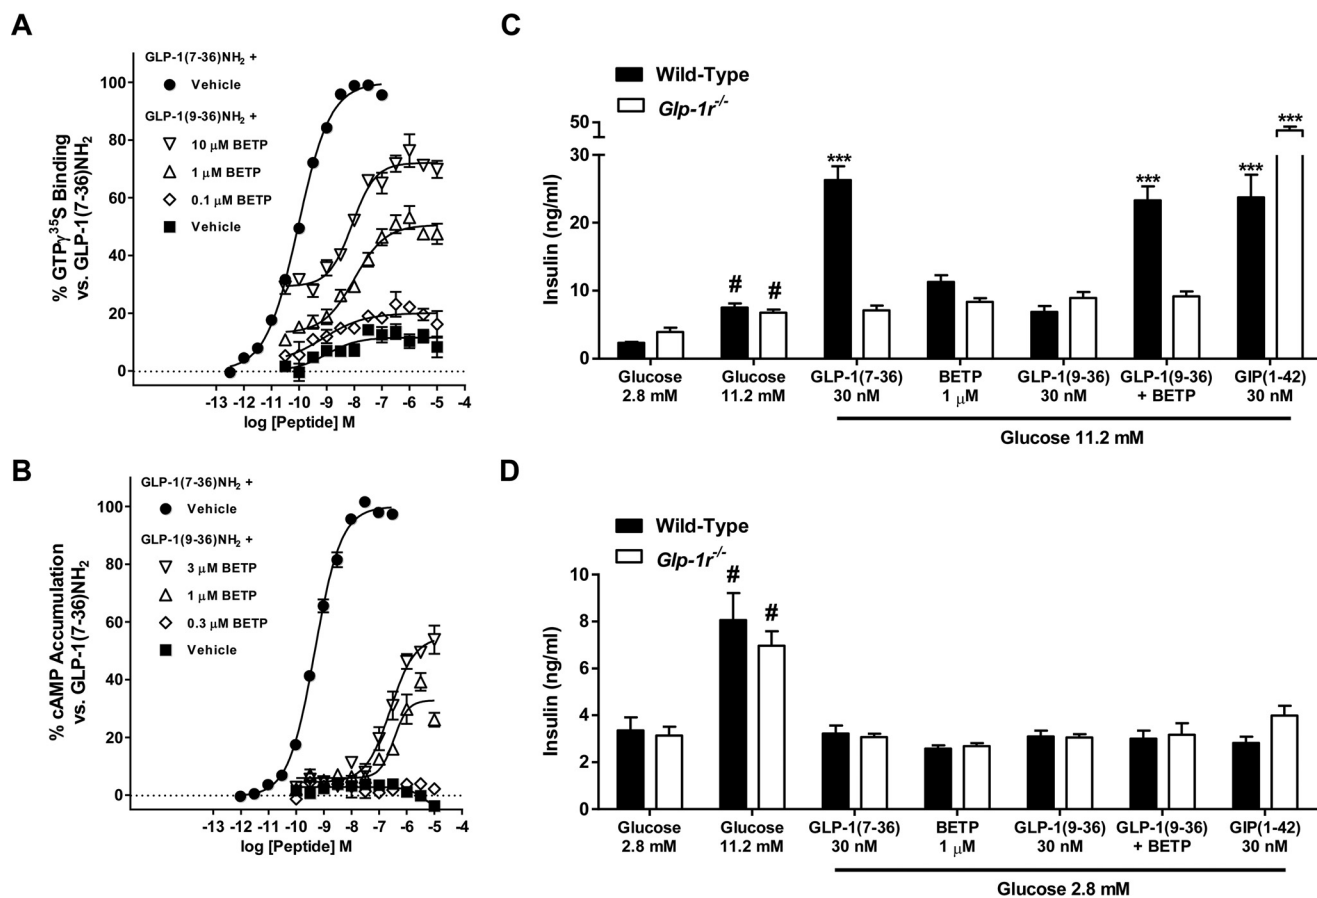 A
GLP-1(7-36)NH2 +
Vehicle
GLP-1(9-36)NH2 +
10 μM BETP
1 μM BETP
0.1 μM BETP
Vehicle
% GTPγ35S Binding
vs. GLP-1(7-36)NH2
100
80
60
40
20
0
-13 -12 -11 -10 -9 -8 -7 -6 -5 -4
log [Peptide] M
B
GLP-1(7-36)NH2 +
Vehicle
GLP-1(9-36)NH2 +
3 μM BETP
1 μM BETP
0.3 μM BETP
Vehicle
% cAMP Accumulation
vs. GLP-1(7-36)NH2
100
80
60
40
20
0
-13 -12 -11 -10 -9 -8 -7 -6 -5 -4
log [Peptide] M
C
Wild-Type
Glp-1r-/-
Insulin (ng/ml)
50
30
20
10
0
# # *** *** *** ***
Glucose Glucose GLP-1(7-36) BETP GLP-1(9-36) GLP-1(9-36) GIP(1-42)
2.8 mM 11.2 mM 30 nM 1 μM 30 nM + BETP 30 nM
Glucose 11.2 mM
D
Wild-Type
Glp-1r-/-
Insulin (ng/ml)
10
8
6
4
2
0
# #
Glucose Glucose GLP-1(7-36) BETP GLP-1(9-36) GLP-1(9-36) GIP(1-42)
2.8 mM 11.2 mM 30 nM 1 μM 30 nM + BETP 30 nM
Glucose 2.8 mM